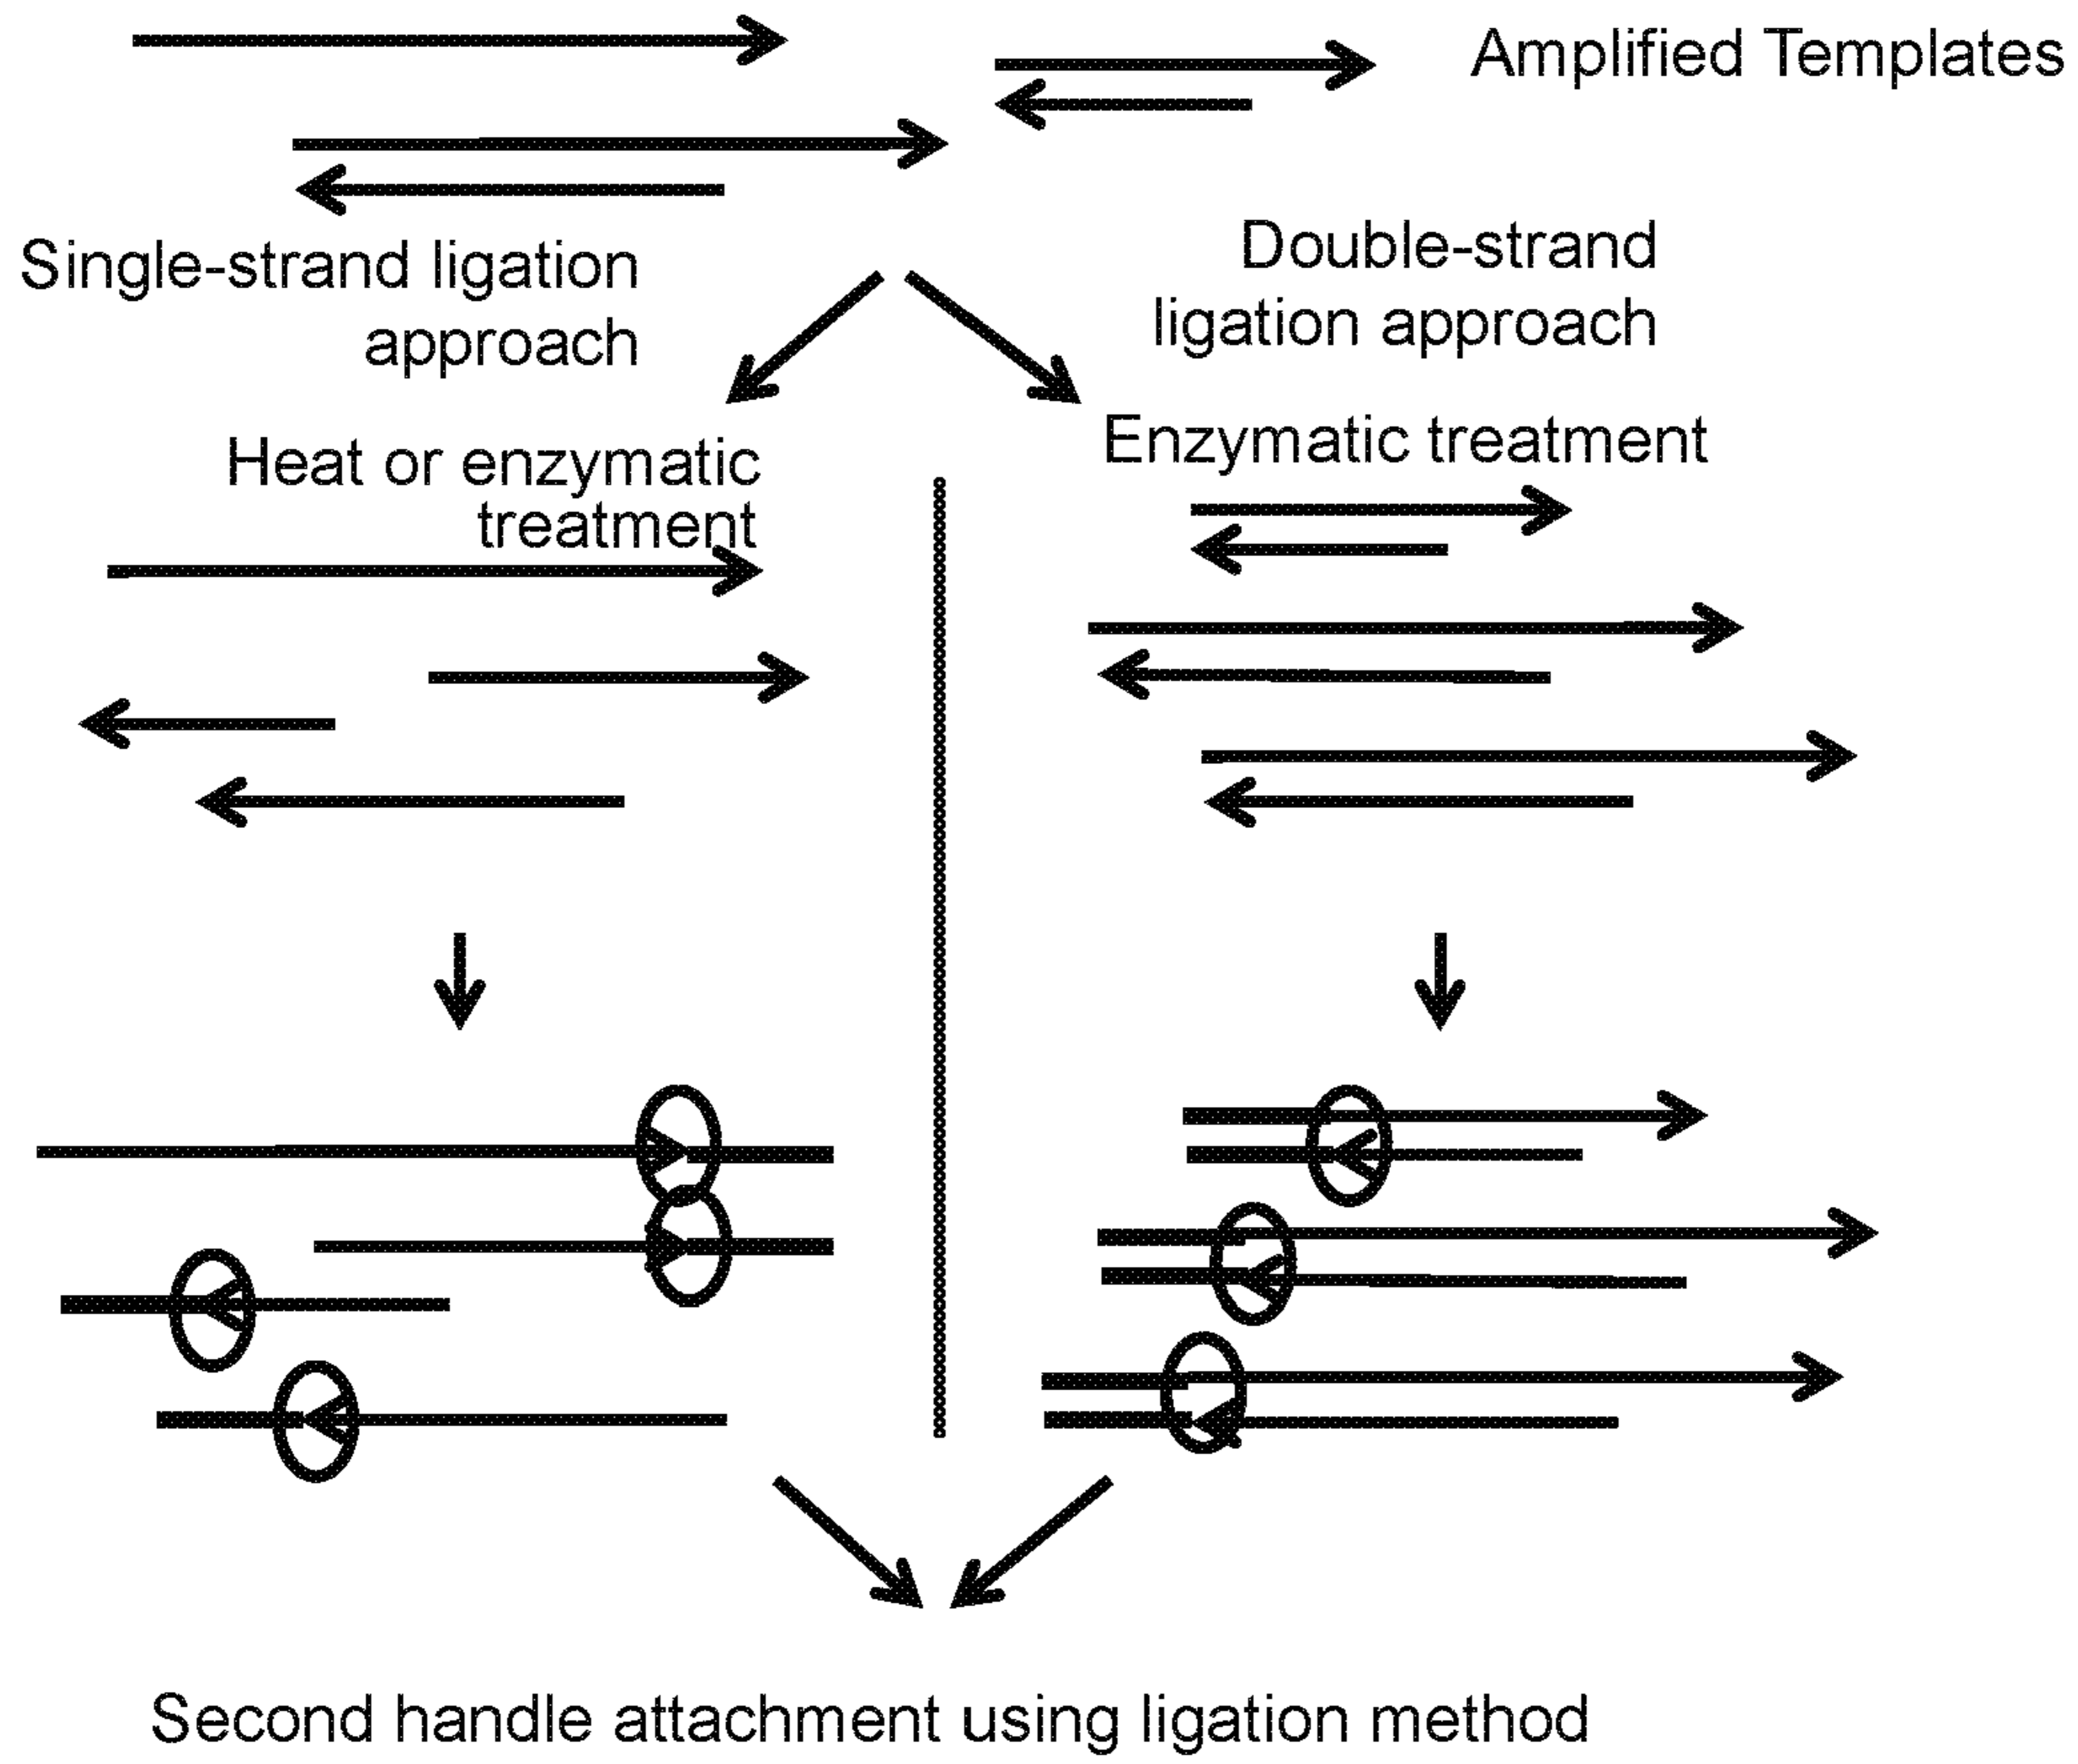 Amplified Templates
Single-strand ligation
approach
Double-strand
ligation approach
Heat or enzymatic
treatment
Enzymatic treatment
Second handle attachment using ligation method